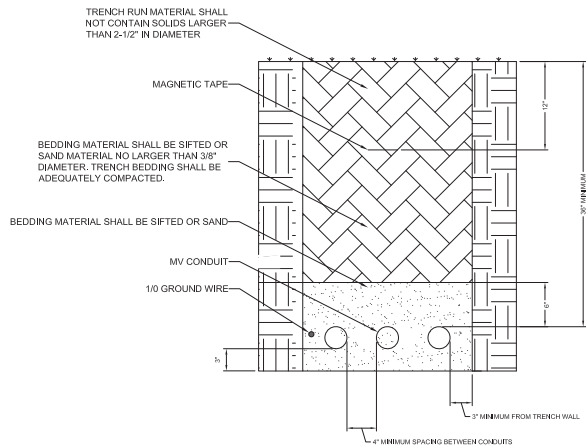 TRENCH RUN MATERIAL SHALL
NOT CONTAIN SOLIDS LARGER
THAN 2-1/2" IN DIAMETER
MAGNETIC TAPE
12"
BEDDING MATERIAL SHALL BE SIFTED OR
SAND MATERIAL NO LARGER THAN 3/8"
DIAMETER. TRENCH BEDDING SHALL BE
ADEQUATELY COMPACTED.
36" MINIMUM
BEDDING MATERIAL SHALL BE SIFTED OR SAND
MV CONDUIT
1/0 GROUND WIRE
6"
3"
3" MINIMUM FROM TRENCH WALL
4" MINIMUM SPACING BETWEEN CONDUITS